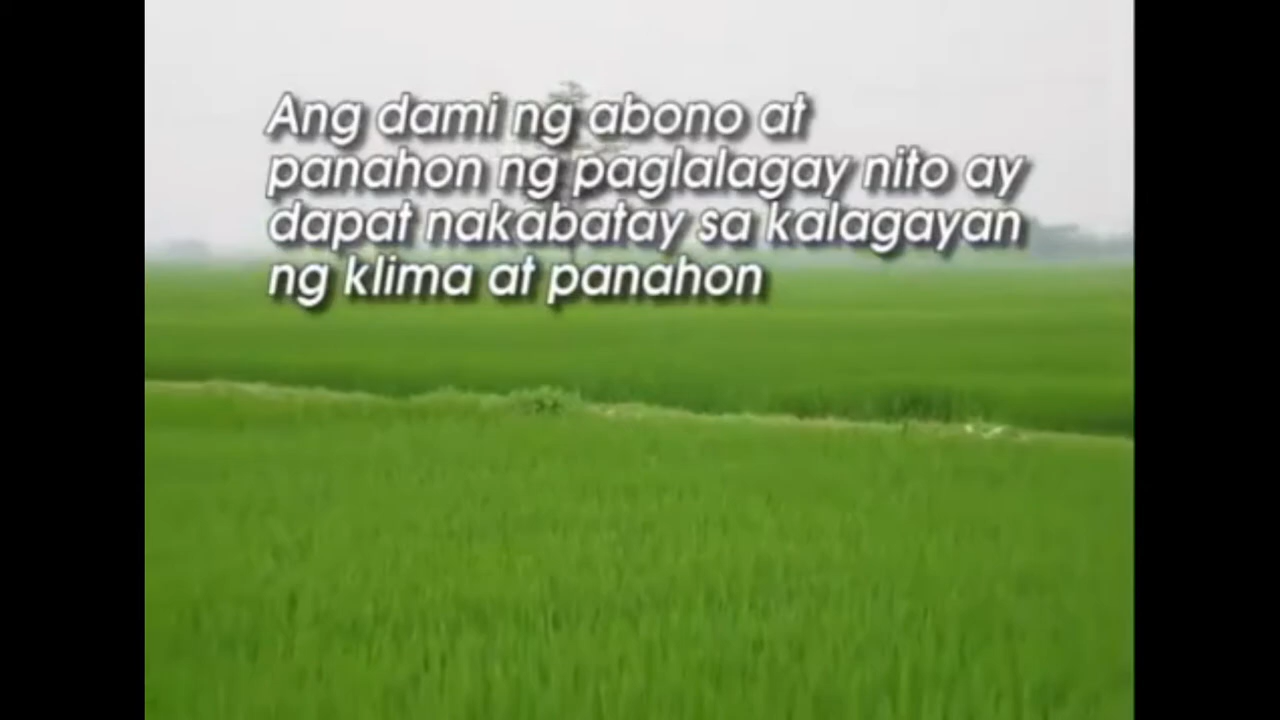 Ang dami ng abono at
panahon ng paglalagay nito ay
dapat nakabatay sa kalagayan
ng klima at panahon